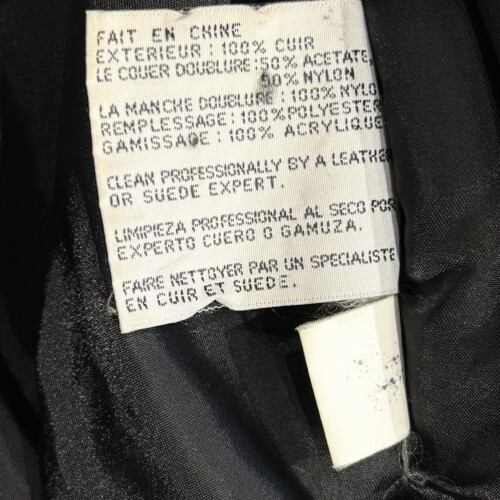 FAIT EN CHINE
EXTERIEUR : 100% CUIR
LE COUER DOUBLURE:50% ACETATE,
50% NYLON
LA MANCHE DOUBLURE : 100% NYLO
REMPLESSAGE: 100%POLYESTER
GAMISSAGE : 100% ACRYLIQUE
CLEAN PROFESSIONALLY BY A LEATHER
OR SUEDE EXPERT.
LIMIPIEZA PROFESSIONAL AL SECO POR
EXPERTO CUERO O GAMUZA.
FAIRE NETTOYER PAR UN SPECIALISTE
EN CUIR ET SUEDE.